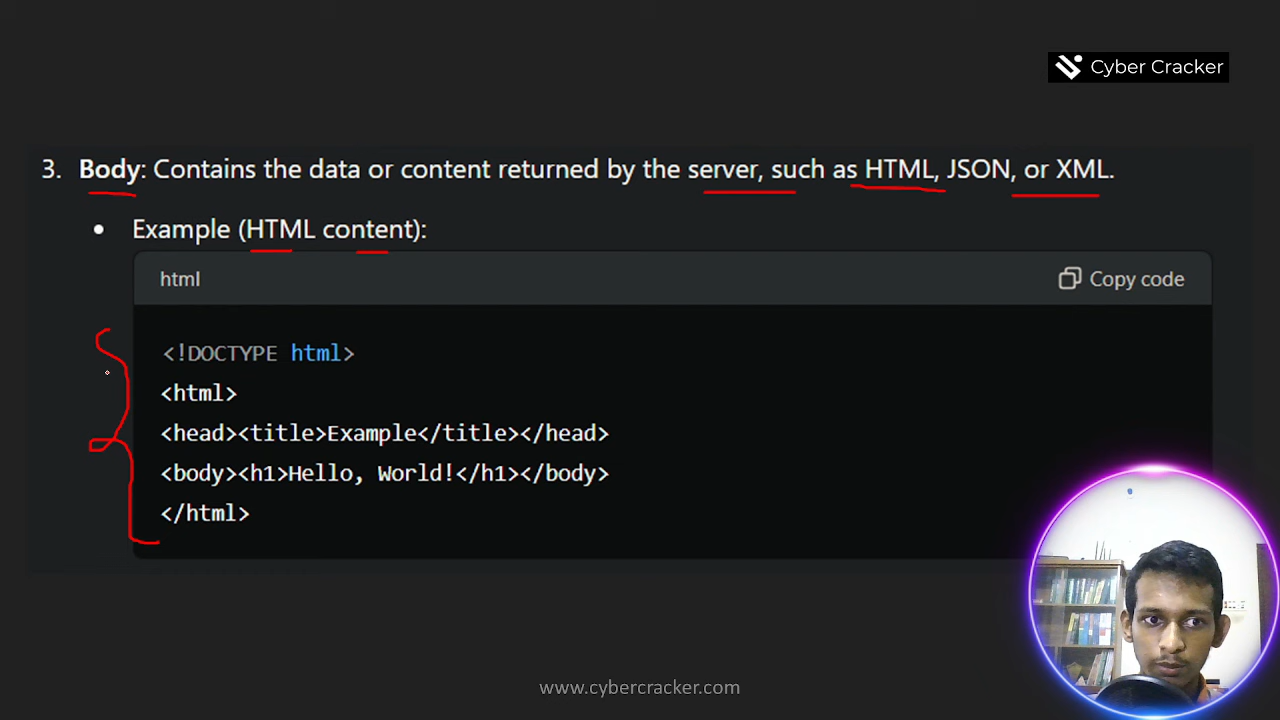 Cyber Cracker
3. Body: Contains the data or content returned by the server, such as HTML, JSON, or XML.
• Example (HTML content):
html
Copy code
<!DOCTYPE html>
<html>
<head><title>Example</title></head>
<body><h1>Hello, World!</h1></body>
</html>
www.cybercracker.com